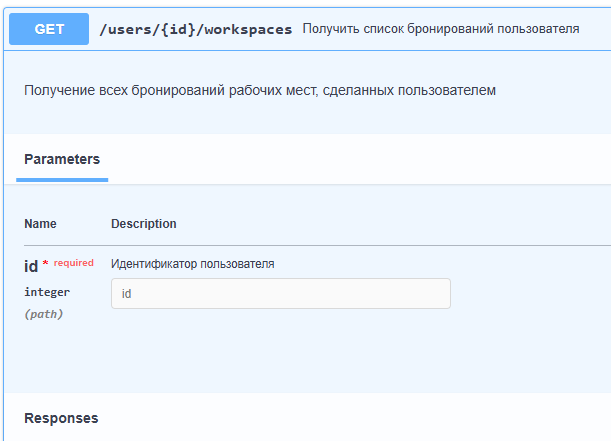 GET /users/{id}/workspaces Получить список бронирований пользователя
Получение всех бронирований рабочих мест, сделанных пользователем
Parameters
Name Description
id * required Идентификатор пользователя
integer id
(path)
Responses